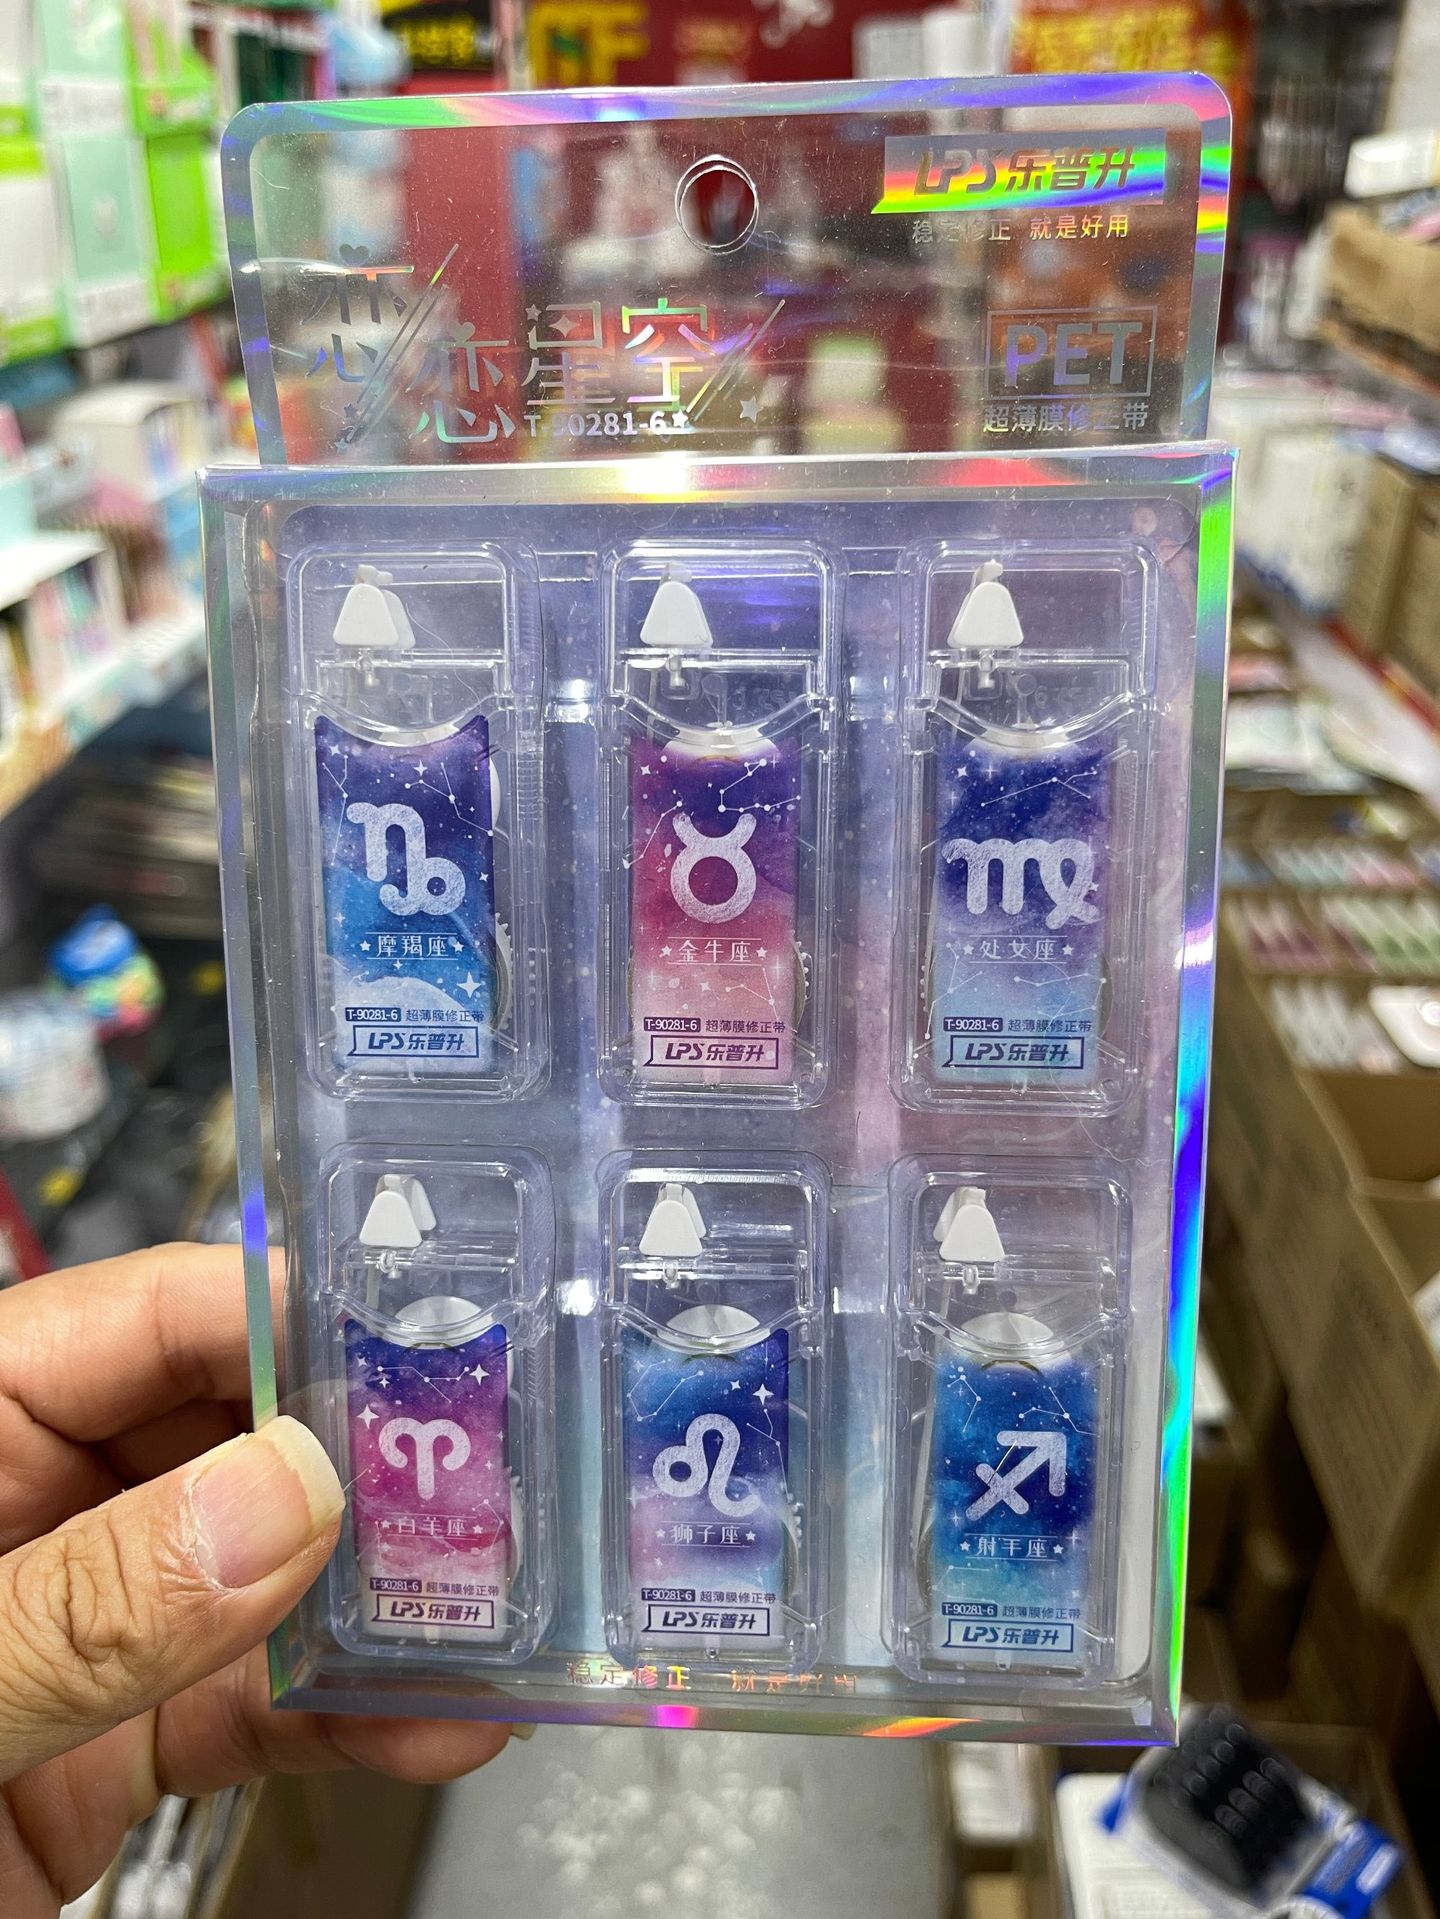 LPS乐普升
稳定修正 就是好用
恋恋星空
T-90281-6
PET
超薄膜修正带
摩羯座
T-90281-6 超薄膜修正带
LPS乐普升
金牛座
T-90281-6 超薄膜修正带
LPS乐普升
处女座
T-90281-6 超薄膜修正带
LPS乐普升
白羊座
T-90281-6 超薄膜修正带
LPS乐普升
狮子座
T-90281-6 超薄膜修正带
LPS乐普升
射手座
T-90281-6 超薄膜修正带
LPS乐普升
稳定修正 就是好用